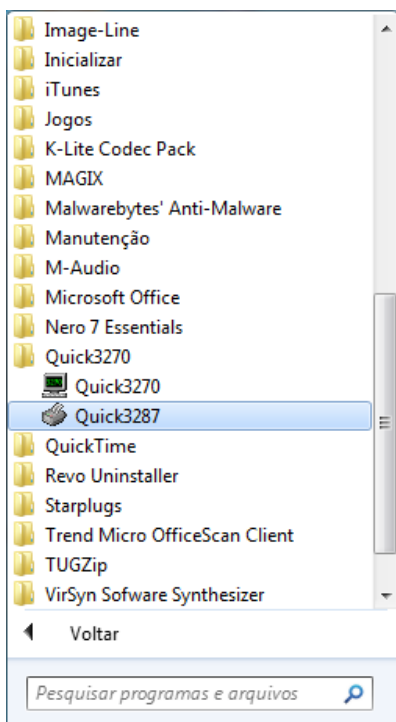 Image-Line
Inicializar
iTunes
Jogos
K-Lite Codec Pack
MAGIX
Malwarebytes' Anti-Malware
Manutenção
M-Audio
Microsoft Office
Nero 7 Essentials
Quick3270
Quick3270
Quick3287
QuickTime
Revo Uninstaller
Starplugs
Trend Micro OfficeScan Client
TUGZip
VirSyn Sofware Synthesizer
Voltar
Pesquisar programas e arquivos